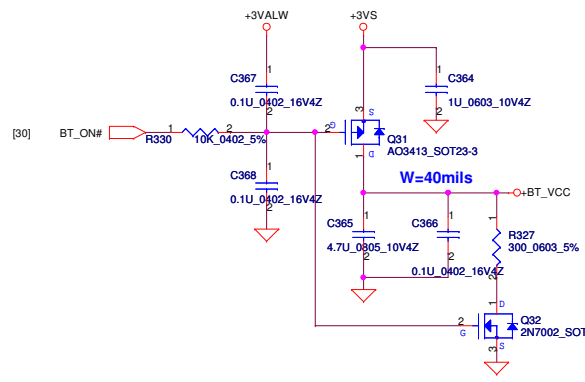 +3VALW
+3VS
1
C367
0.1U_0402_16V4Z
2
1
C364
1U_0603_10V4Z
2
[30]
BT_ON#
1
2
R330
10K_0402_5%
3
S
2
G
Q31
AO3413_SOT23-3
D
1
1
C368
0.1U_0402_16V4Z
2
W=40mils
+BT_VCC
1
C365
4.7U_0805_10V4Z
2
1
C366
0.1U_0402_16V4Z
2
1
R327
300_0603_5%
2
1
D
2
G
Q32
2N7002_SOT
S
3